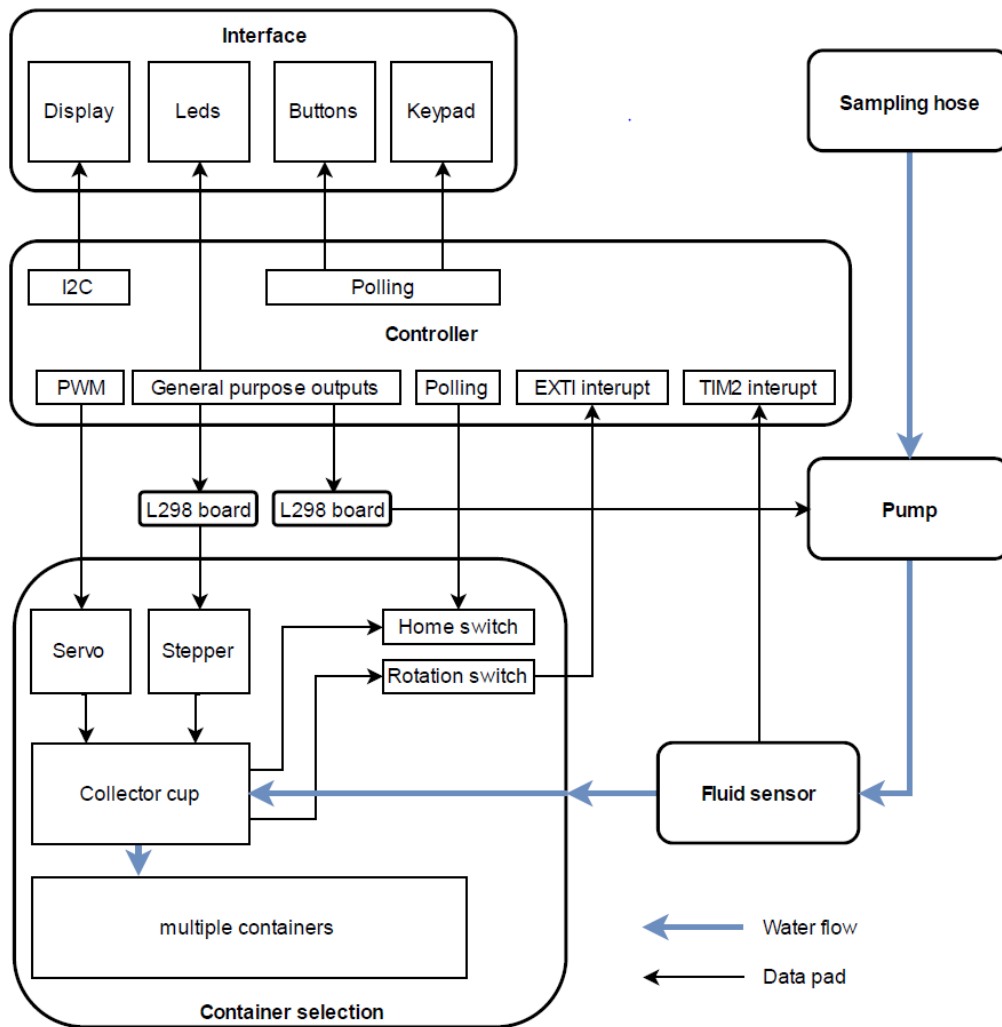 Interface
Display
Leds
Buttons
Keypad
Sampling hose
I2C
Polling
Controller
PWM
General purpose outputs
Polling
EXTI interupt
TIM2 interupt
L298 board
L298 board
Pump
Servo
Stepper
Home switch
Rotation switch
Collector cup
Fluid sensor
multiple containers
Water flow
Data pad
Container selection